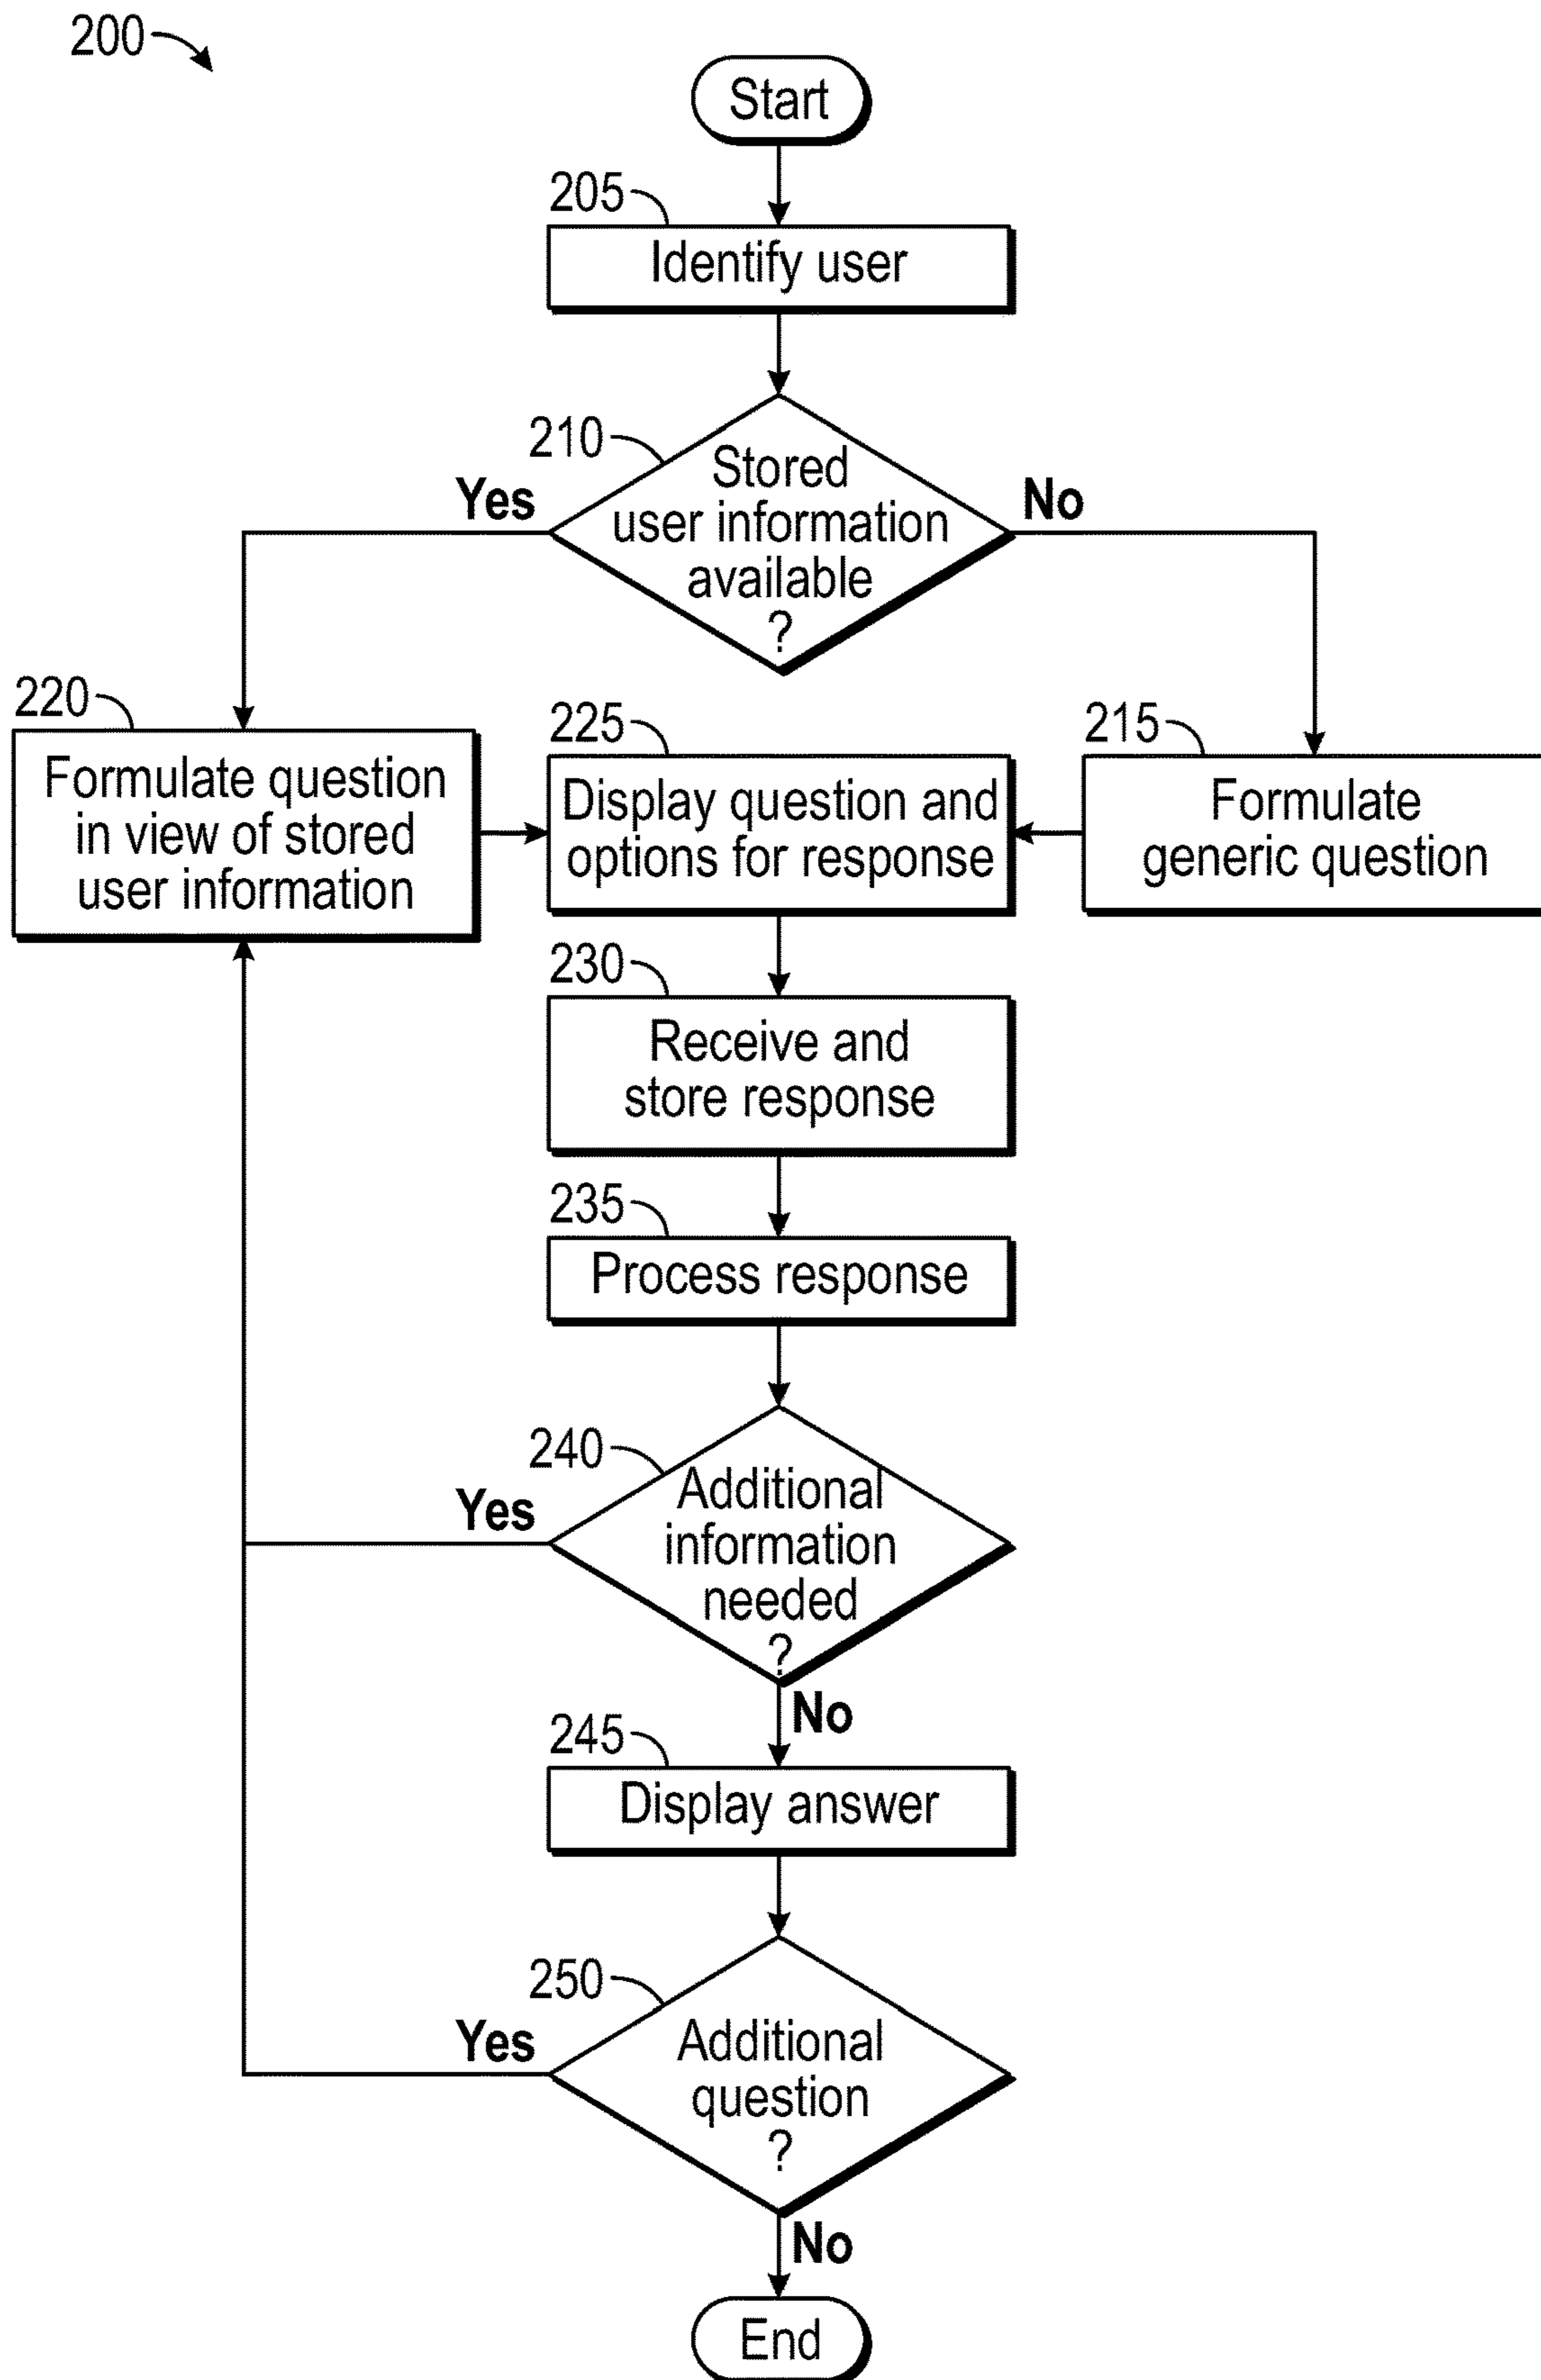 200
Start
205
Identify user
210
Stored
user information
available
?
Yes
No
220
Formulate question
in view of stored
user information
225
Display question and
options for response
215
Formulate
generic question
230
Receive and
store response
235
Process response
240
Additional
information
needed
?
Yes
No
245
Display answer
250
Additional
question
?
Yes
No
End